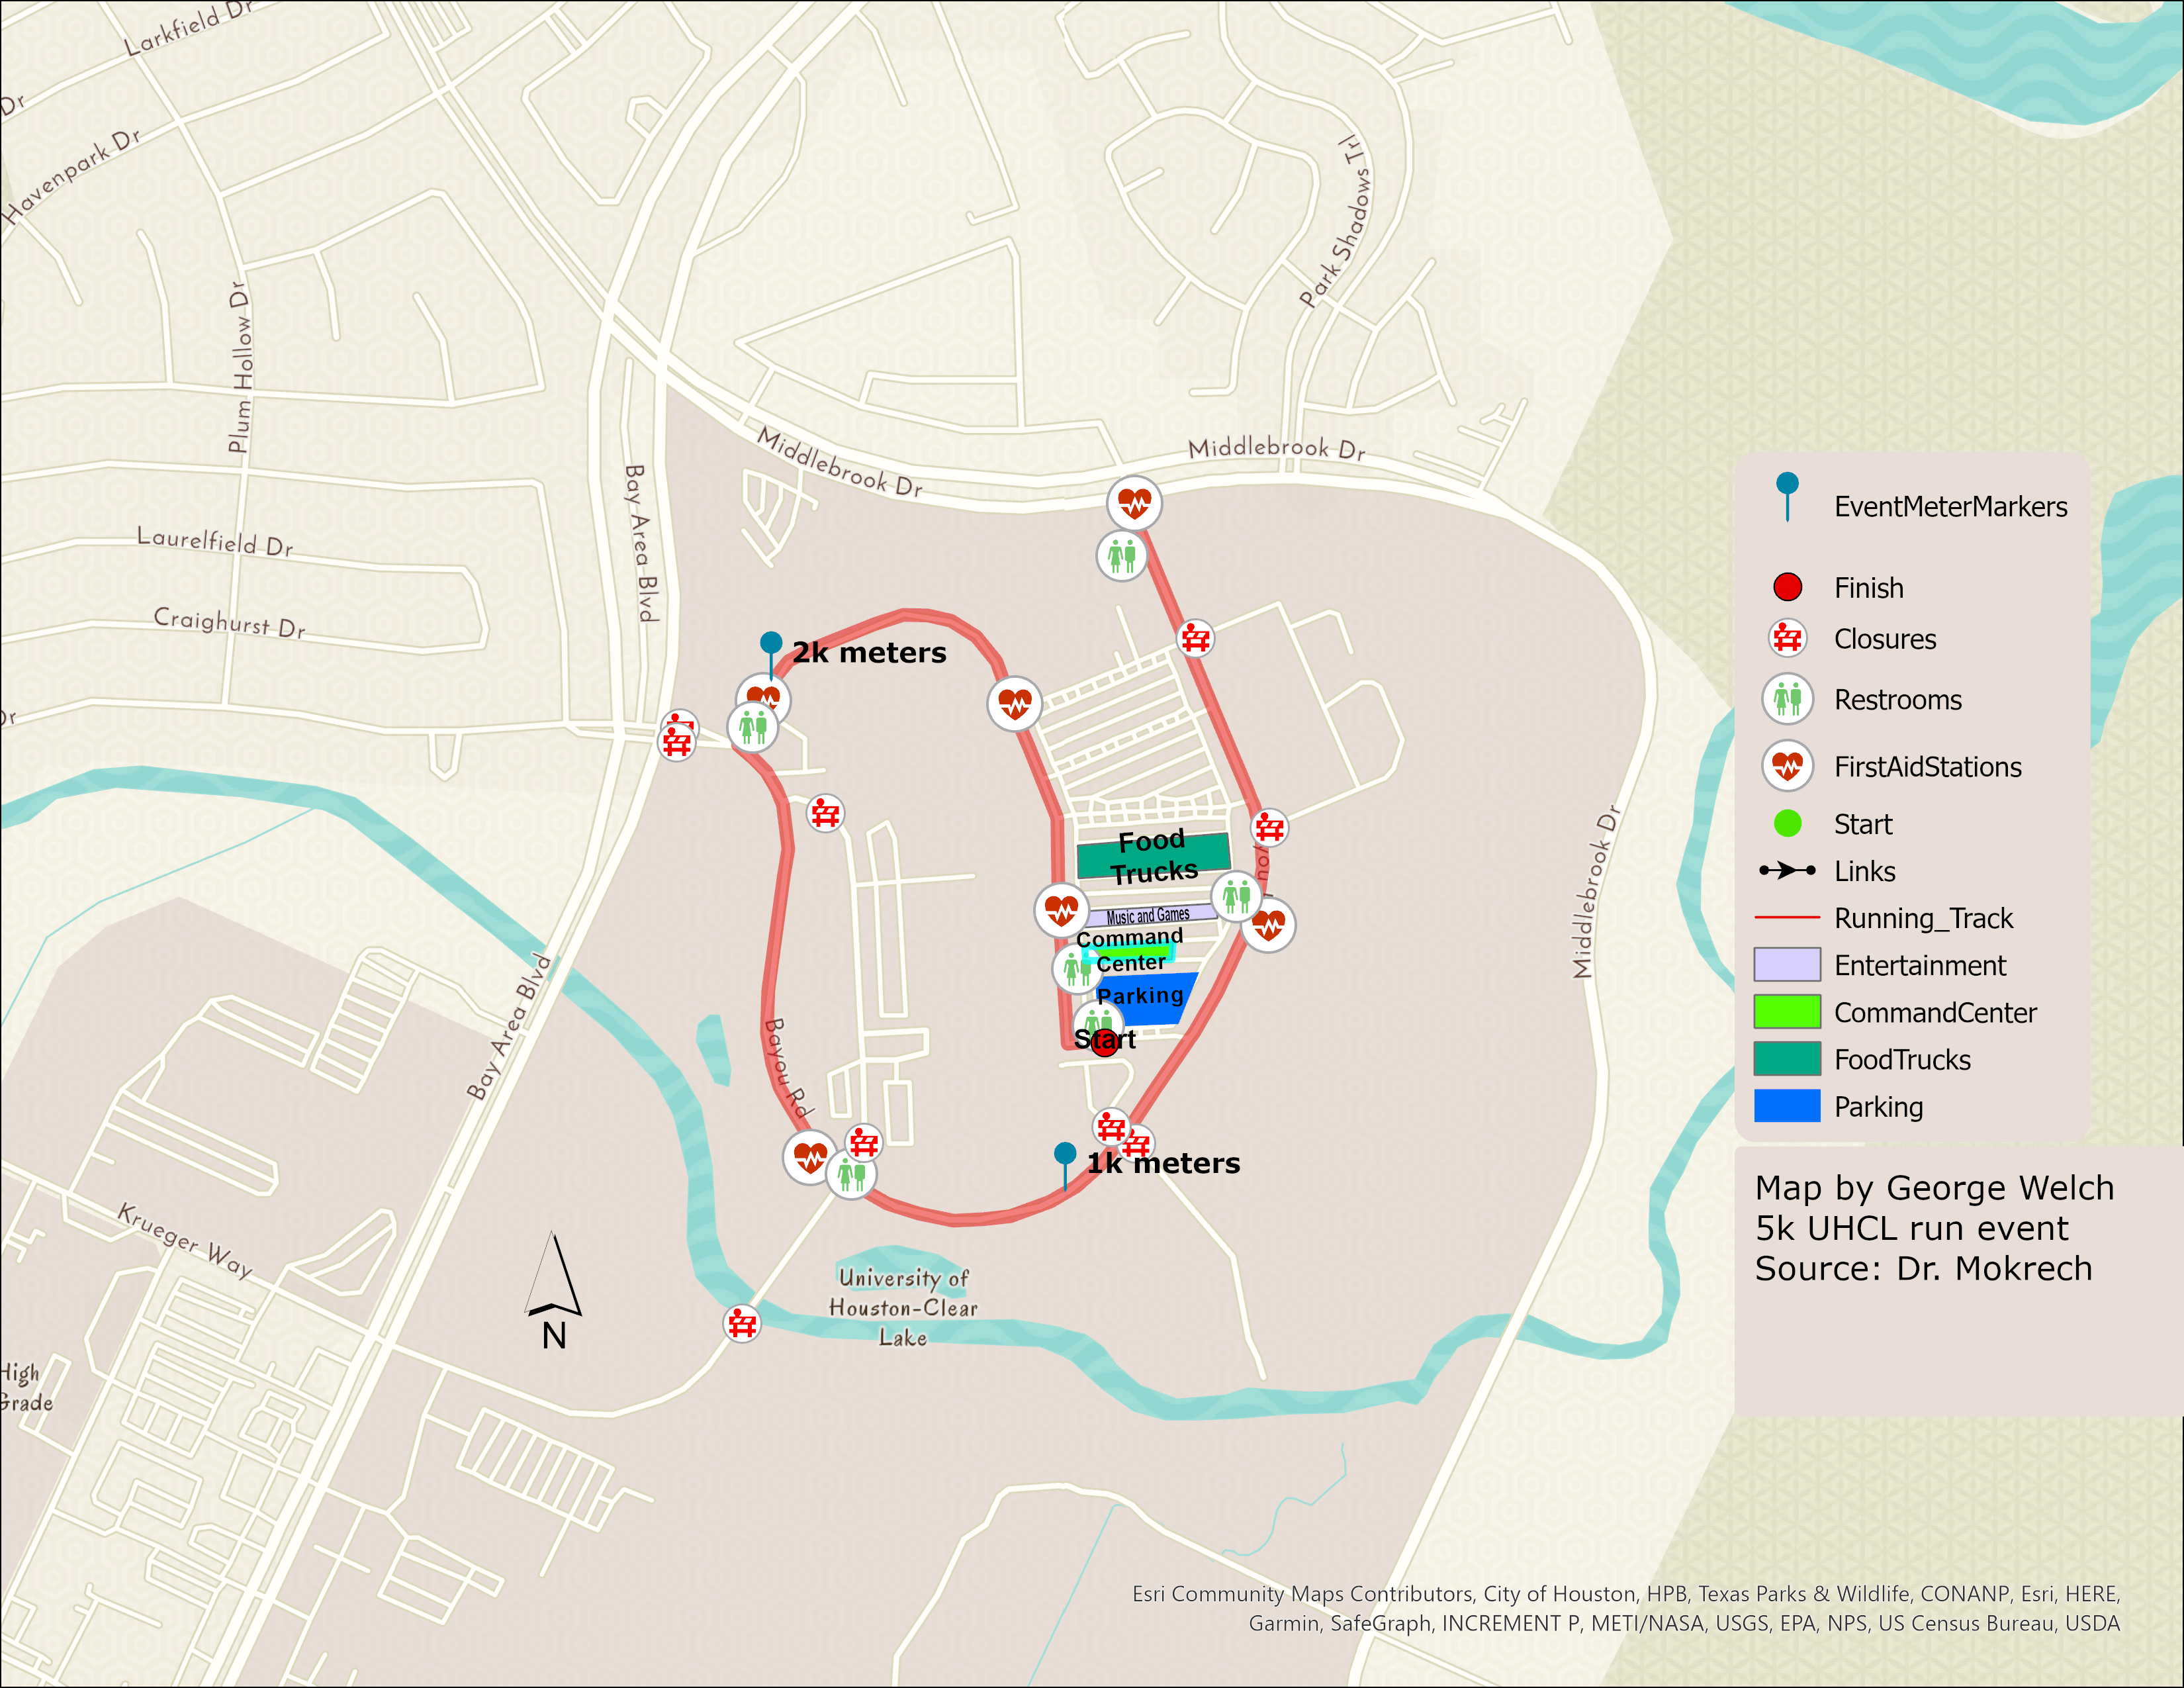 Larkfield Dr
Dr
Havenpark Dr
Plum Hollow Dr
Park Shadows Trl
Middlebrook Dr
Middlebrook Dr
Bay Area Blvd
Laurelfield Dr
Craighurst Dr
Dr
2k meters
Food
Trucks
Music and Games
Command
Center
Parking
Start
Bayou Rd
1k meters
Middlebrook Dr
Bay Area Blvd
Krueger Way
N
University of
Houston-Clear
Lake
High
Grade
EventMeterMarkers
Finish
Closures
Restrooms
FirstAidStations
Start
Links
Running_Track
Entertainment
CommandCenter
FoodTrucks
Parking
Map by George Welch
5k UHCL run event
Source: Dr. Mokrech
Esri Community Maps Contributors, City of Houston, HPB, Texas Parks & Wildlife, CONANP, Esri, HERE,
Garmin, SafeGraph, INCREMENT P, METI/NASA, USGS, EPA, NPS, US Census Bureau, USDA